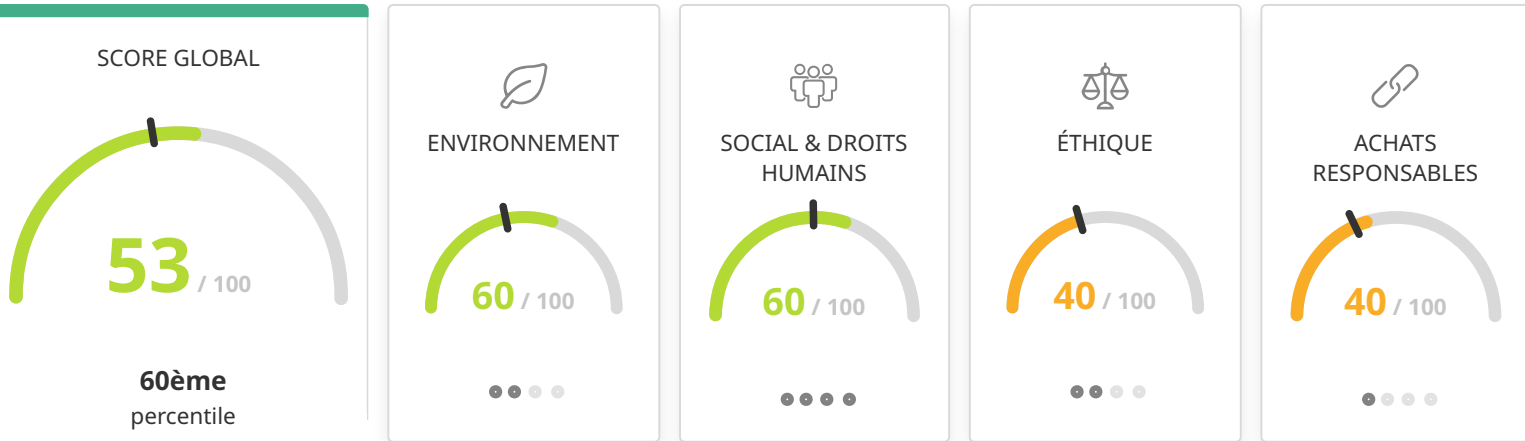 SCORE GLOBAL
53 / 100
60ème
percentile
ENVIRONNEMENT
60 / 100
SOCIAL & DROITS
HUMAINS
60 / 100
ÉTHIQUE
40 / 100
ACHATS
RESPONSABLES
40 / 100